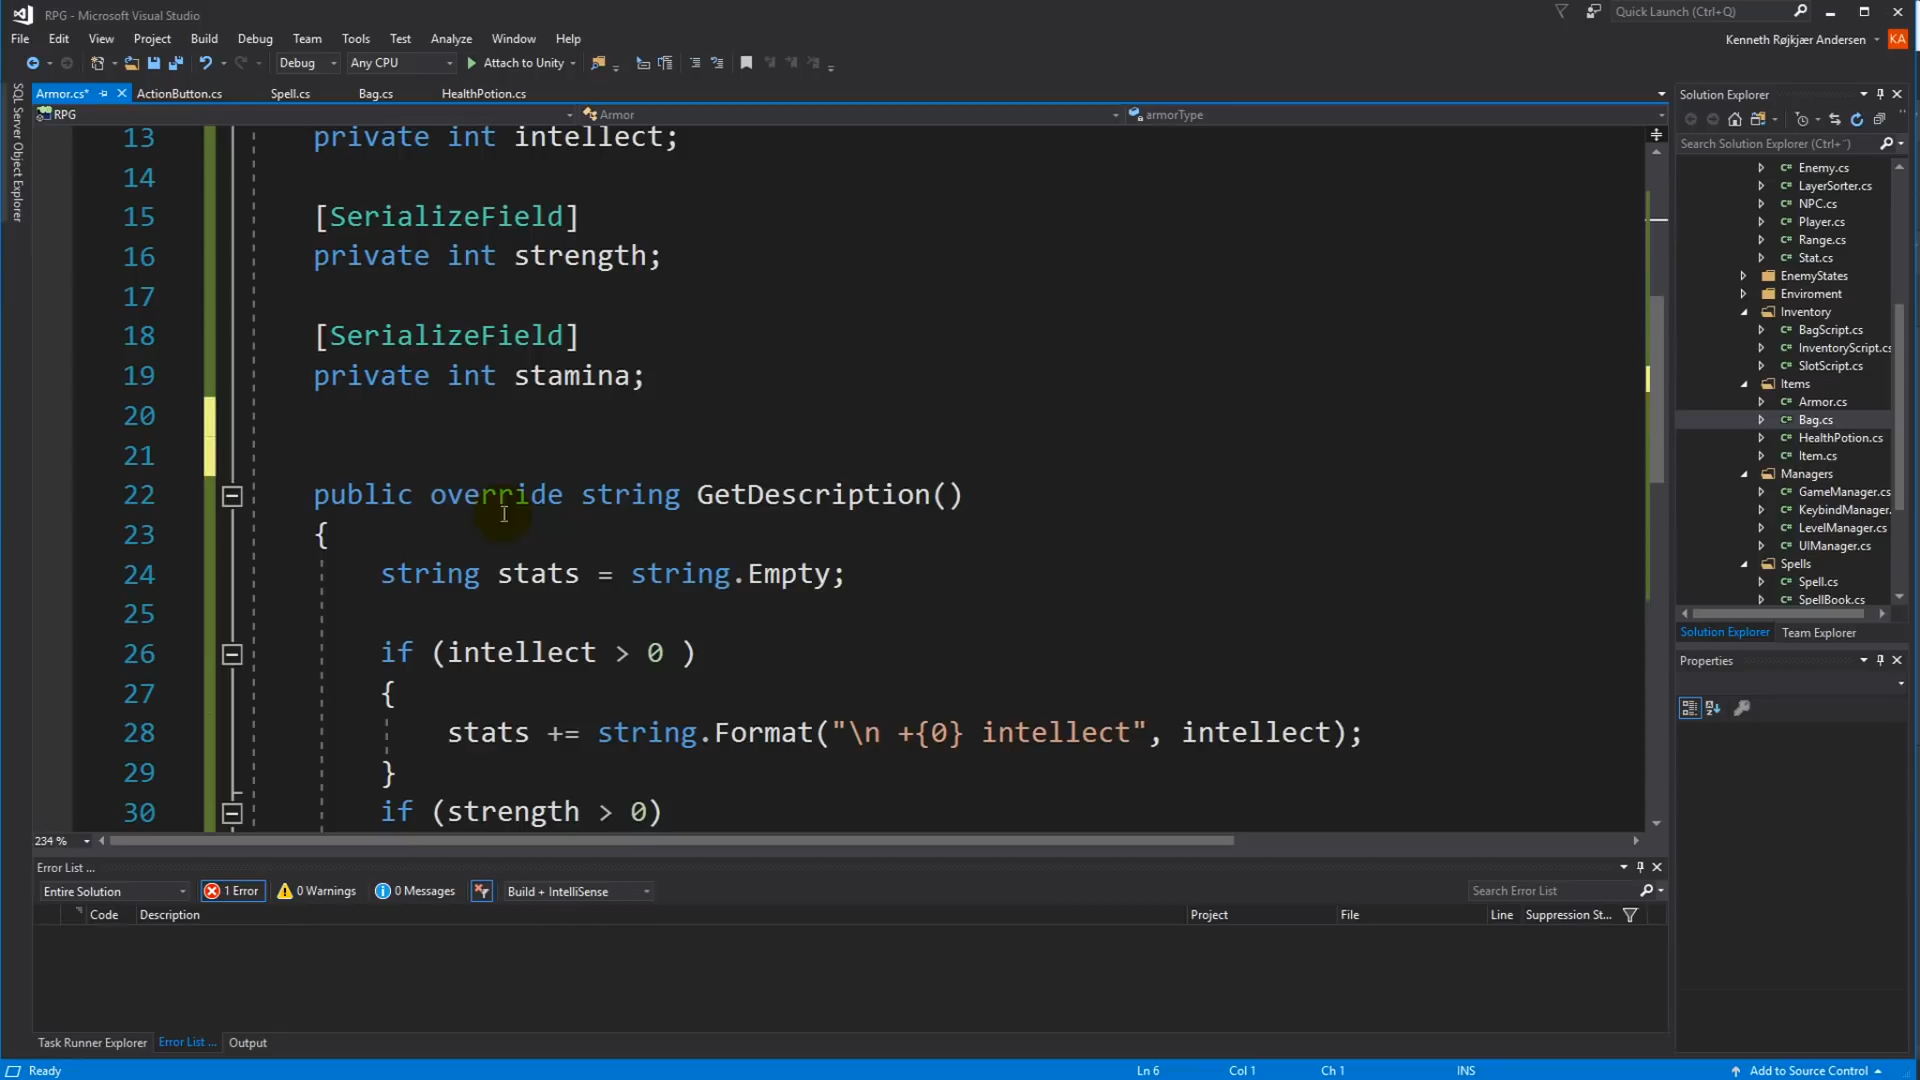 RPG - Microsoft Visual Studio
Quick Launch (Ctrl+Q)
File Edit View Project Build Debug Team Tools Test Analyze Window Help
Kenneth Røjkjær Andersen KA
Debug Any CPU Attach to Unity
SQL Server Object Explorer
Armor.cs* ActionButton.cs Spell.cs Bag.cs HealthPotion.cs
RPG Armor armorType
13 private int intellect;
14
15 [SerializeField]
16 private int strength;
17
18 [SerializeField]
19 private int stamina;
20
21
22 public override string GetDescription()
23 {
24 string stats = string.Empty;
25
26 if (intellect > 0 )
27 {
28 stats += string.Format("\n +{0} intellect", intellect);
29 }
30 if (strength > 0)
234 %
Solution Explorer
Search Solution Explorer (Ctrl+¨)
C# Enemy.cs
C# LayerSorter.cs
C# NPC.cs
C# Player.cs
C# Range.cs
C# Stat.cs
EnemyStates
Enviroment
Inventory
C# BagScript.cs
C# InventoryScript.cs
C# SlotScript.cs
Items
C# Armor.cs
C# Bag.cs
C# HealthPotion.cs
C# Item.cs
Managers
C# GameManager.cs
C# KeybindManager.
C# LevelManager.cs
C# UIManager.cs
Spells
C# Spell.cs
C# SpellBook.cs
Solution Explorer Team Explorer
Properties
Error List ...
Entire Solution 1 Error 0 Warnings 0 Messages Build + IntelliSense Search Error List
Code Description Project File Line Suppression St...
Task Runner Explorer Error List ... Output
Ready Ln 6 Col 1 Ch 1 INS Add to Source Control